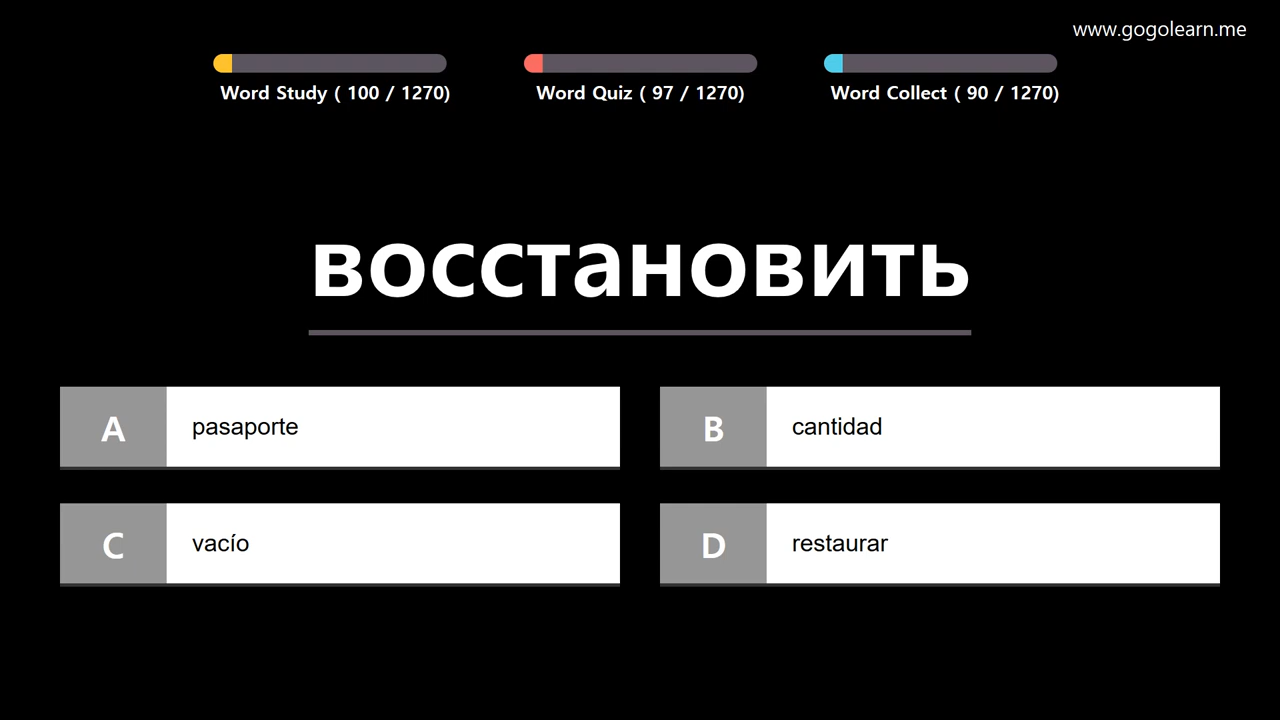 www.gogolearn.me
Word Study ( 100 / 1270)
Word Quiz ( 97 / 1270)
Word Collect ( 90 / 1270)
восстановить
A pasaporte
B cantidad
C vacío
D restaurar